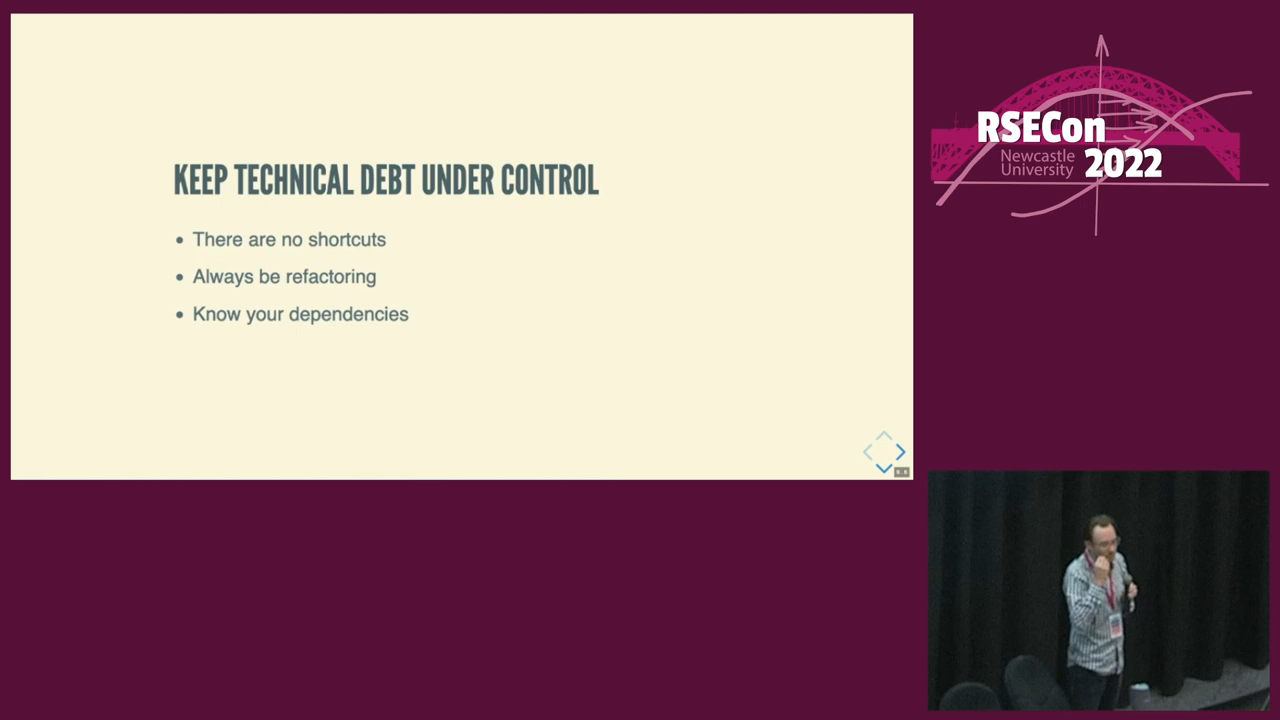 KEEP TECHNICAL DEBT UNDER CONTROL
There are no shortcuts
Always be refactoring
Know your dependencies
RSECon
Newcastle
University
2022